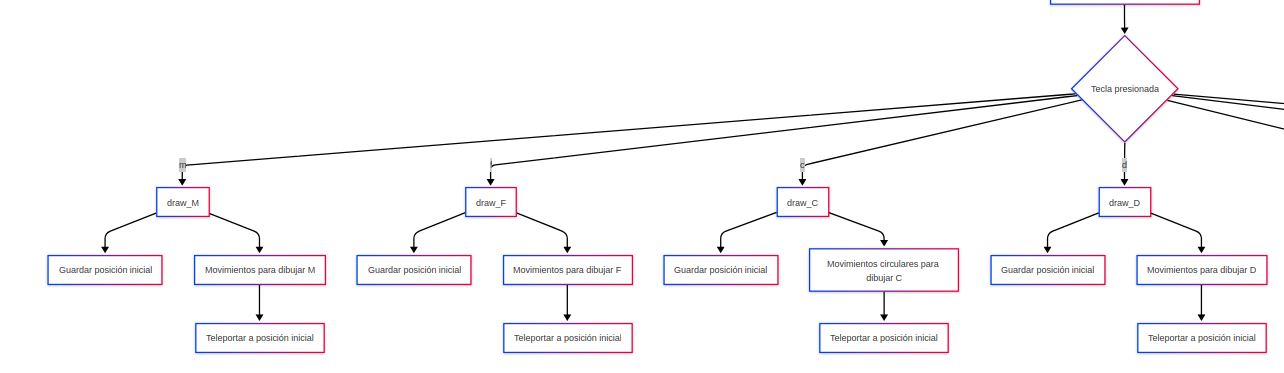 Tecla presionada
m
f
c
d
draw_M
draw_F
draw_C
draw_D
Guardar posición inicial
Movimientos para dibujar M
Guardar posición inicial
Movimientos para dibujar F
Guardar posición inicial
Movimientos circulares para
dibujar C
Guardar posición inicial
Movimientos para dibujar D
Teleportar a posición inicial
Teleportar a posición inicial
Teleportar a posición inicial
Teleportar a posición inicial